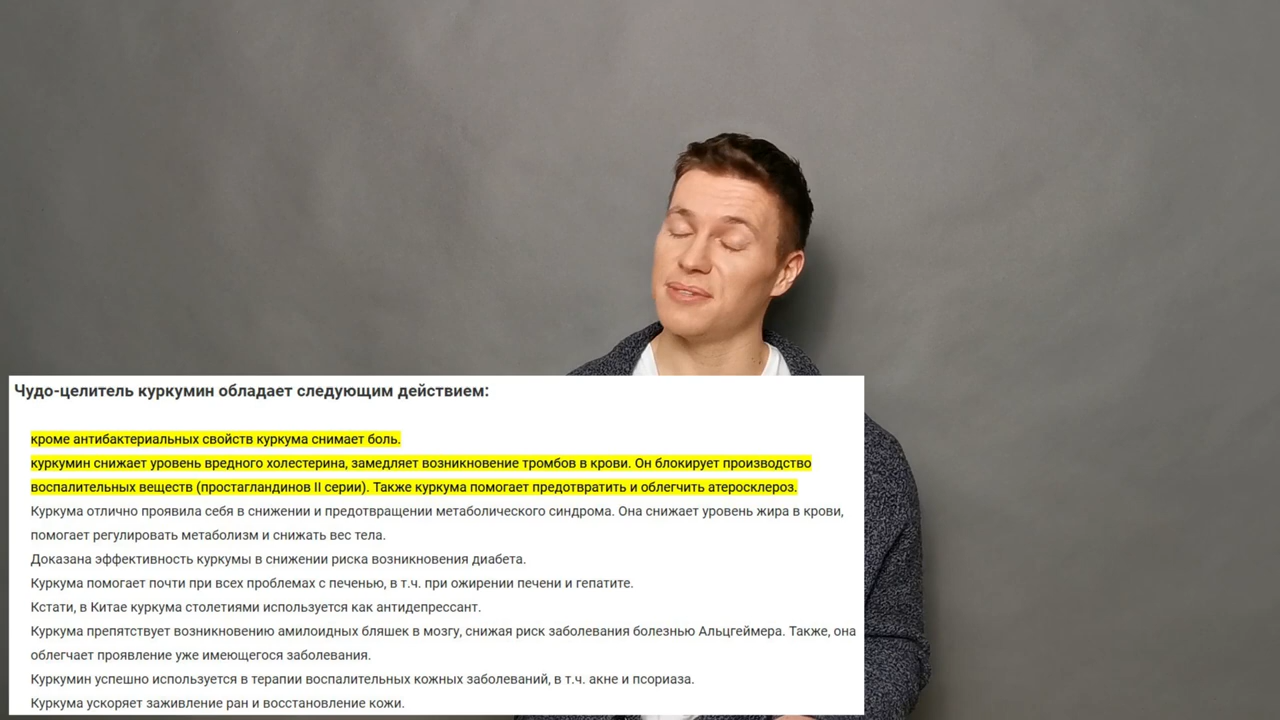 Чудо-целитель куркумин обладает следующим действием:
кроме антибактериальных свойств куркума снимает боль.
куркумин снижает уровень вредного холестерина, замедляет возникновение тромбов в крови. Он блокирует производство
воспалительных веществ (простагландинов II серии). Также куркума помогает предотвратить и облегчить атеросклероз.
Куркума отлично проявила себя в снижении и предотвращении метаболического синдрома. Она снижает уровень жира в крови,
помогает регулировать метаболизм и снижать вес тела.
Доказана эффективность куркумы в снижении риска возникновения диабета.
Куркума помогает почти при всех проблемах с печенью, в т.ч. при ожирении печени и гепатите.
Кстати, в Китае куркума столетиями используется как антидепрессант.
Куркума препятствует возникновению амилоидных бляшек в мозгу, снижая риск заболевания болезнью Альцгеймера. Также, она
облегчает проявление уже имеющегося заболевания.
Куркумин успешно используется в терапии воспалительных кожных заболеваний, в т.ч. акне и псориаза.
Куркума ускоряет заживление ран и восстановление кожи.